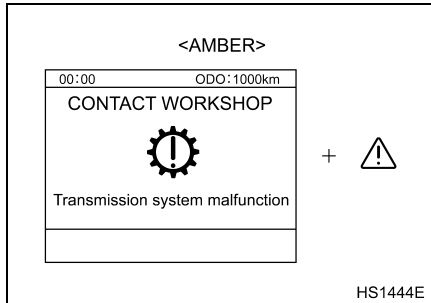 <AMBER>
00:00 ODO:1000km
CONTACT WORKSHOP
Transmission system malfunction
+
HS1444E